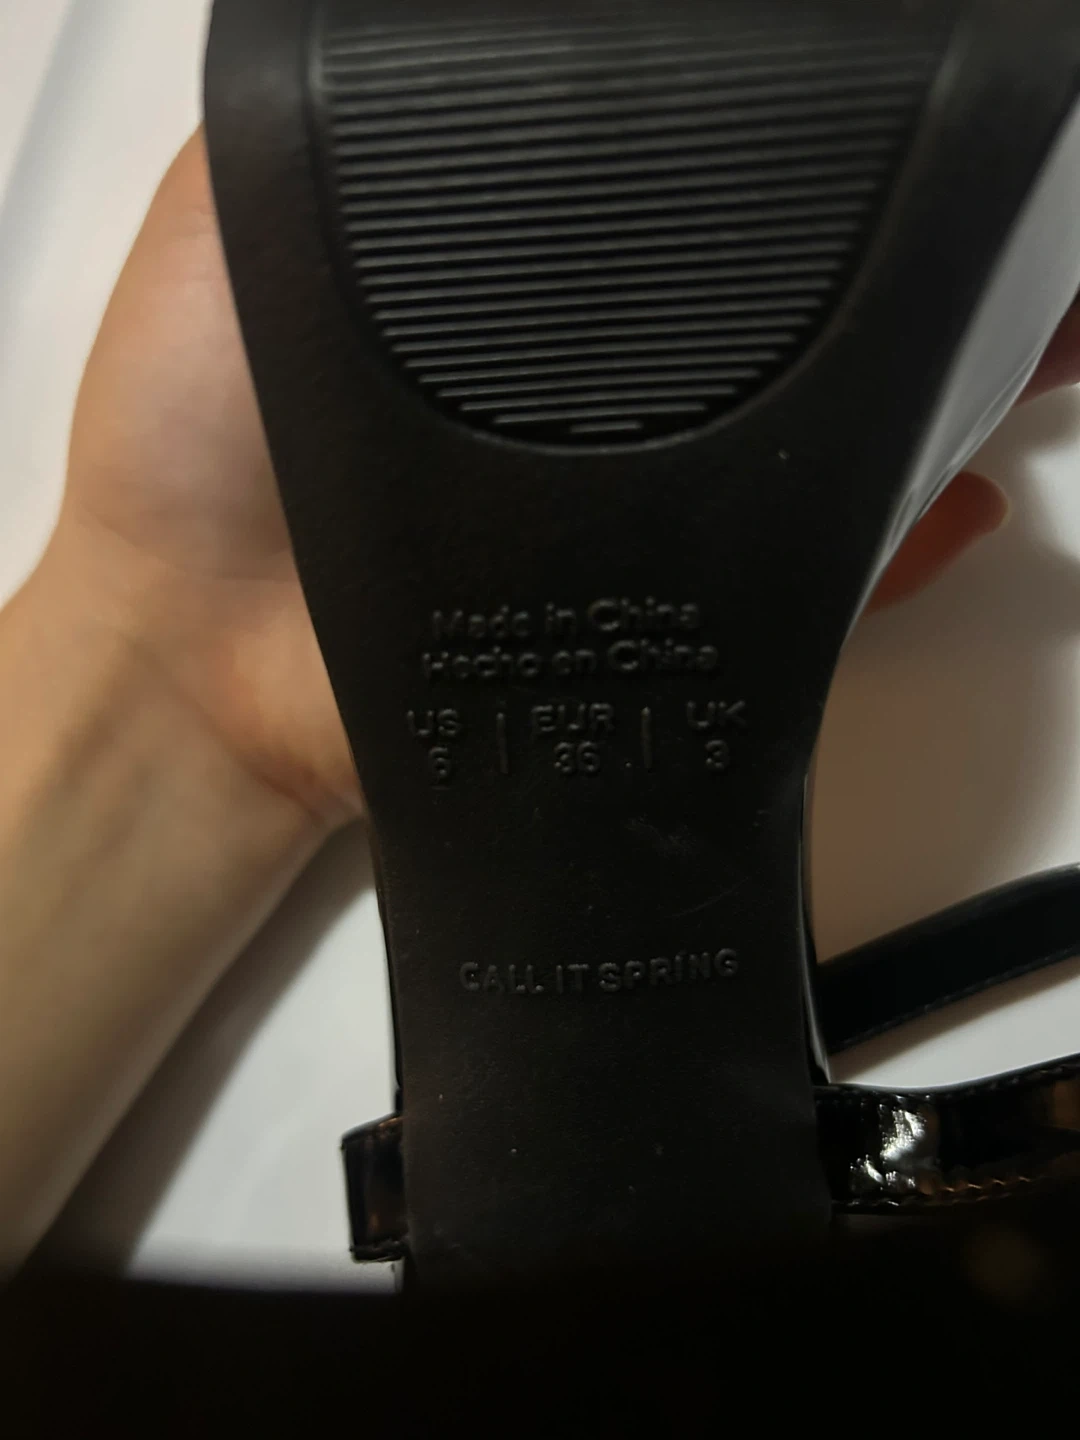 Made in China
Hecho en China
US | EUR | UK
6 | 36 | 3
CALL IT SPRING